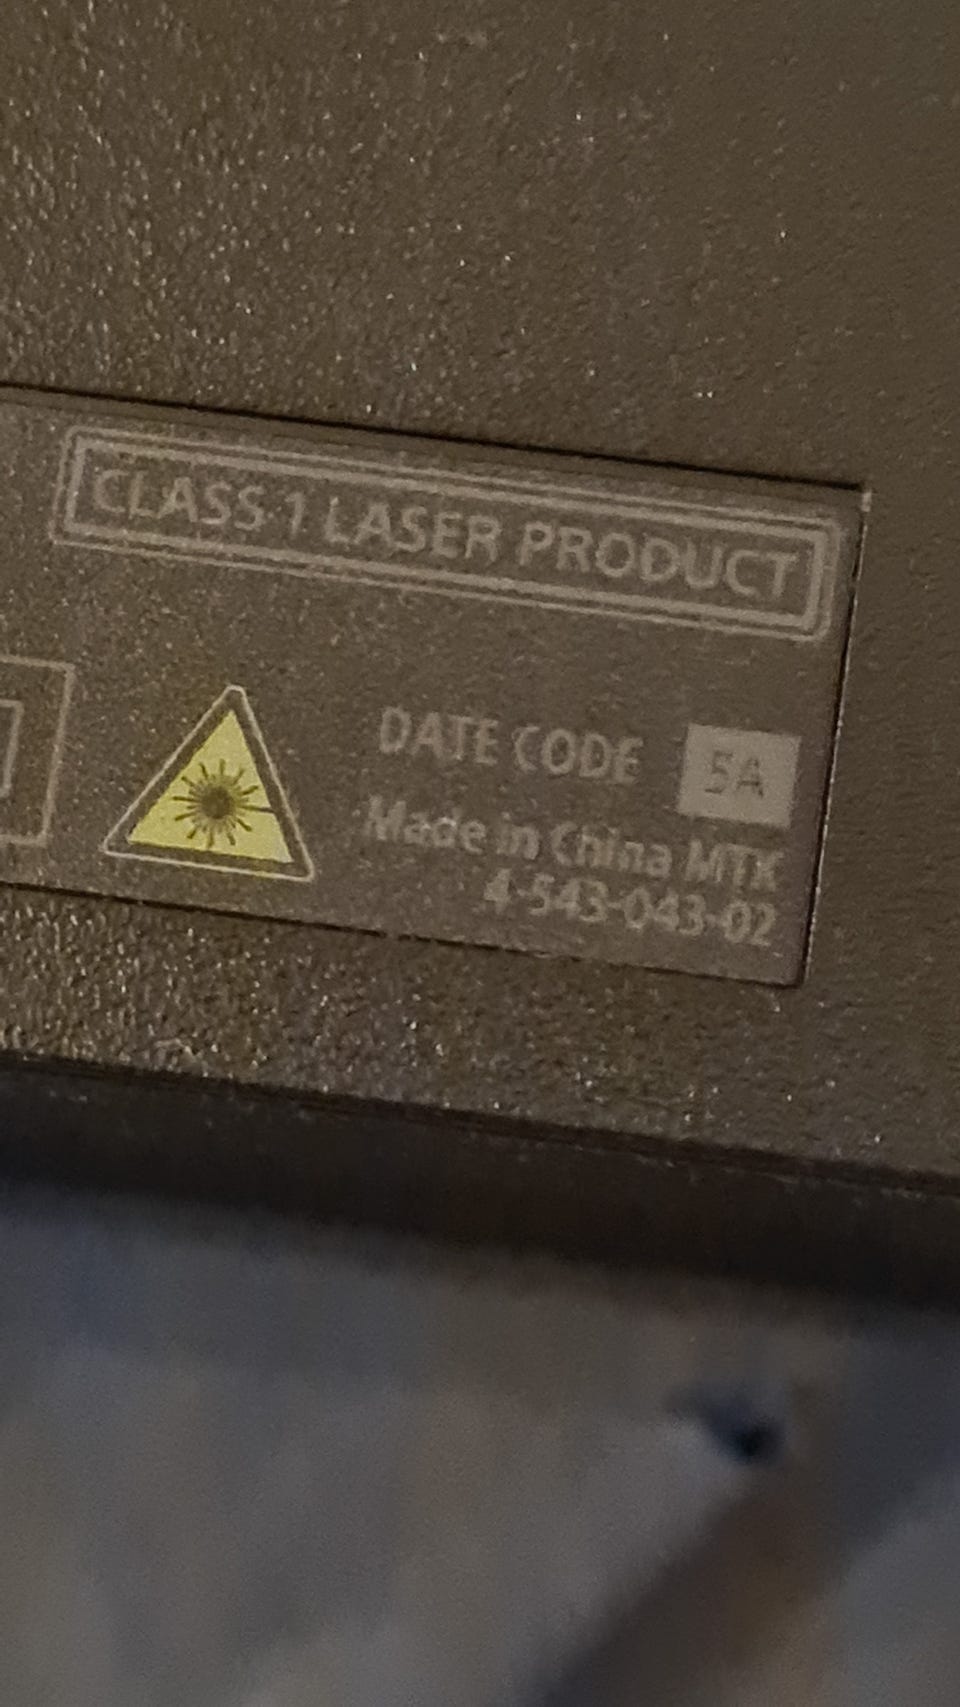 CLASS 1 LASER PRODUCT
DATE CODE 5A
Made in China MTK
4-543-043-02